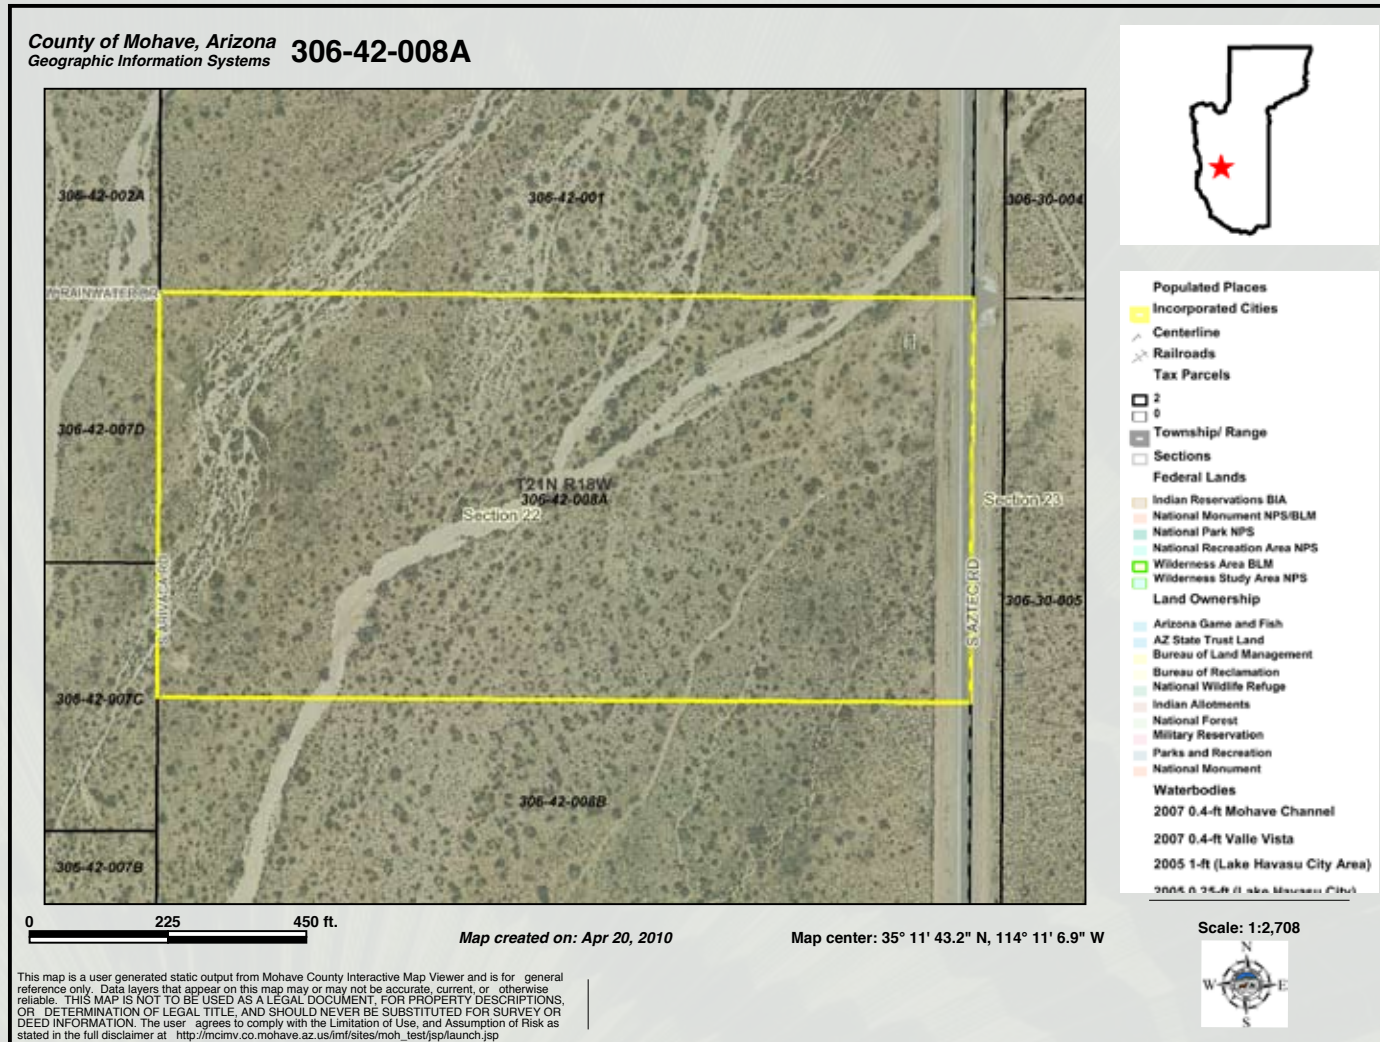 County of Mohave, Arizona
Geographic Information Systems
306-42-008A
306-42-002A
306-42-001
306-30-004
W RAINWATER DR
306-42-007D
T21N R18W
306-42-008A
Section 22
Section 23
S AZTEC RD
306-30-005
306-42-007C
306-42-008B
306-42-007B
Populated Places
Incorporated Cities
Centerline
Railroads
Tax Parcels
2
0
Township/ Range
Sections
Federal Lands
Indian Reservations BIA
National Monument NPS/BLM
National Park NPS
National Recreation Area NPS
Wilderness Area BLM
Wilderness Study Area NPS
Land Ownership
Arizona Game and Fish
AZ State Trust Land
Bureau of Land Management
Bureau of Reclamation
National Wildlife Refuge
Indian Allotments
National Forest
Military Reservation
Parks and Recreation
National Monument
Waterbodies
2007 0.4-ft Mohave Channel
2007 0.4-ft Valle Vista
2005 1-ft (Lake Havasu City Area)
2005 0.25-ft (Lake Havasu City)
0 225 450 ft.
Map created on: Apr 20, 2010
Map center: 35° 11' 43.2" N, 114° 11' 6.9" W
Scale: 1:2,708
N
W E
S
This map is a user generated static output from Mohave County Interactive Map Viewer and is for general
reference only. Data layers that appear on this map may or may not be accurate, current, or otherwise
reliable. THIS MAP IS NOT TO BE USED AS A LEGAL DOCUMENT, FOR PROPERTY DESCRIPTIONS,
OR DETERMINATION OF LEGAL TITLE, AND SHOULD NEVER BE SUBSTITUTED FOR SURVEY OR
DEED INFORMATION. The user agrees to comply with the Limitation of Use, and Assumption of Risk as
stated in the full disclaimer at http://mcimv.co.mohave.az.us/imf/sites/moh_test/jsp/launch.jsp